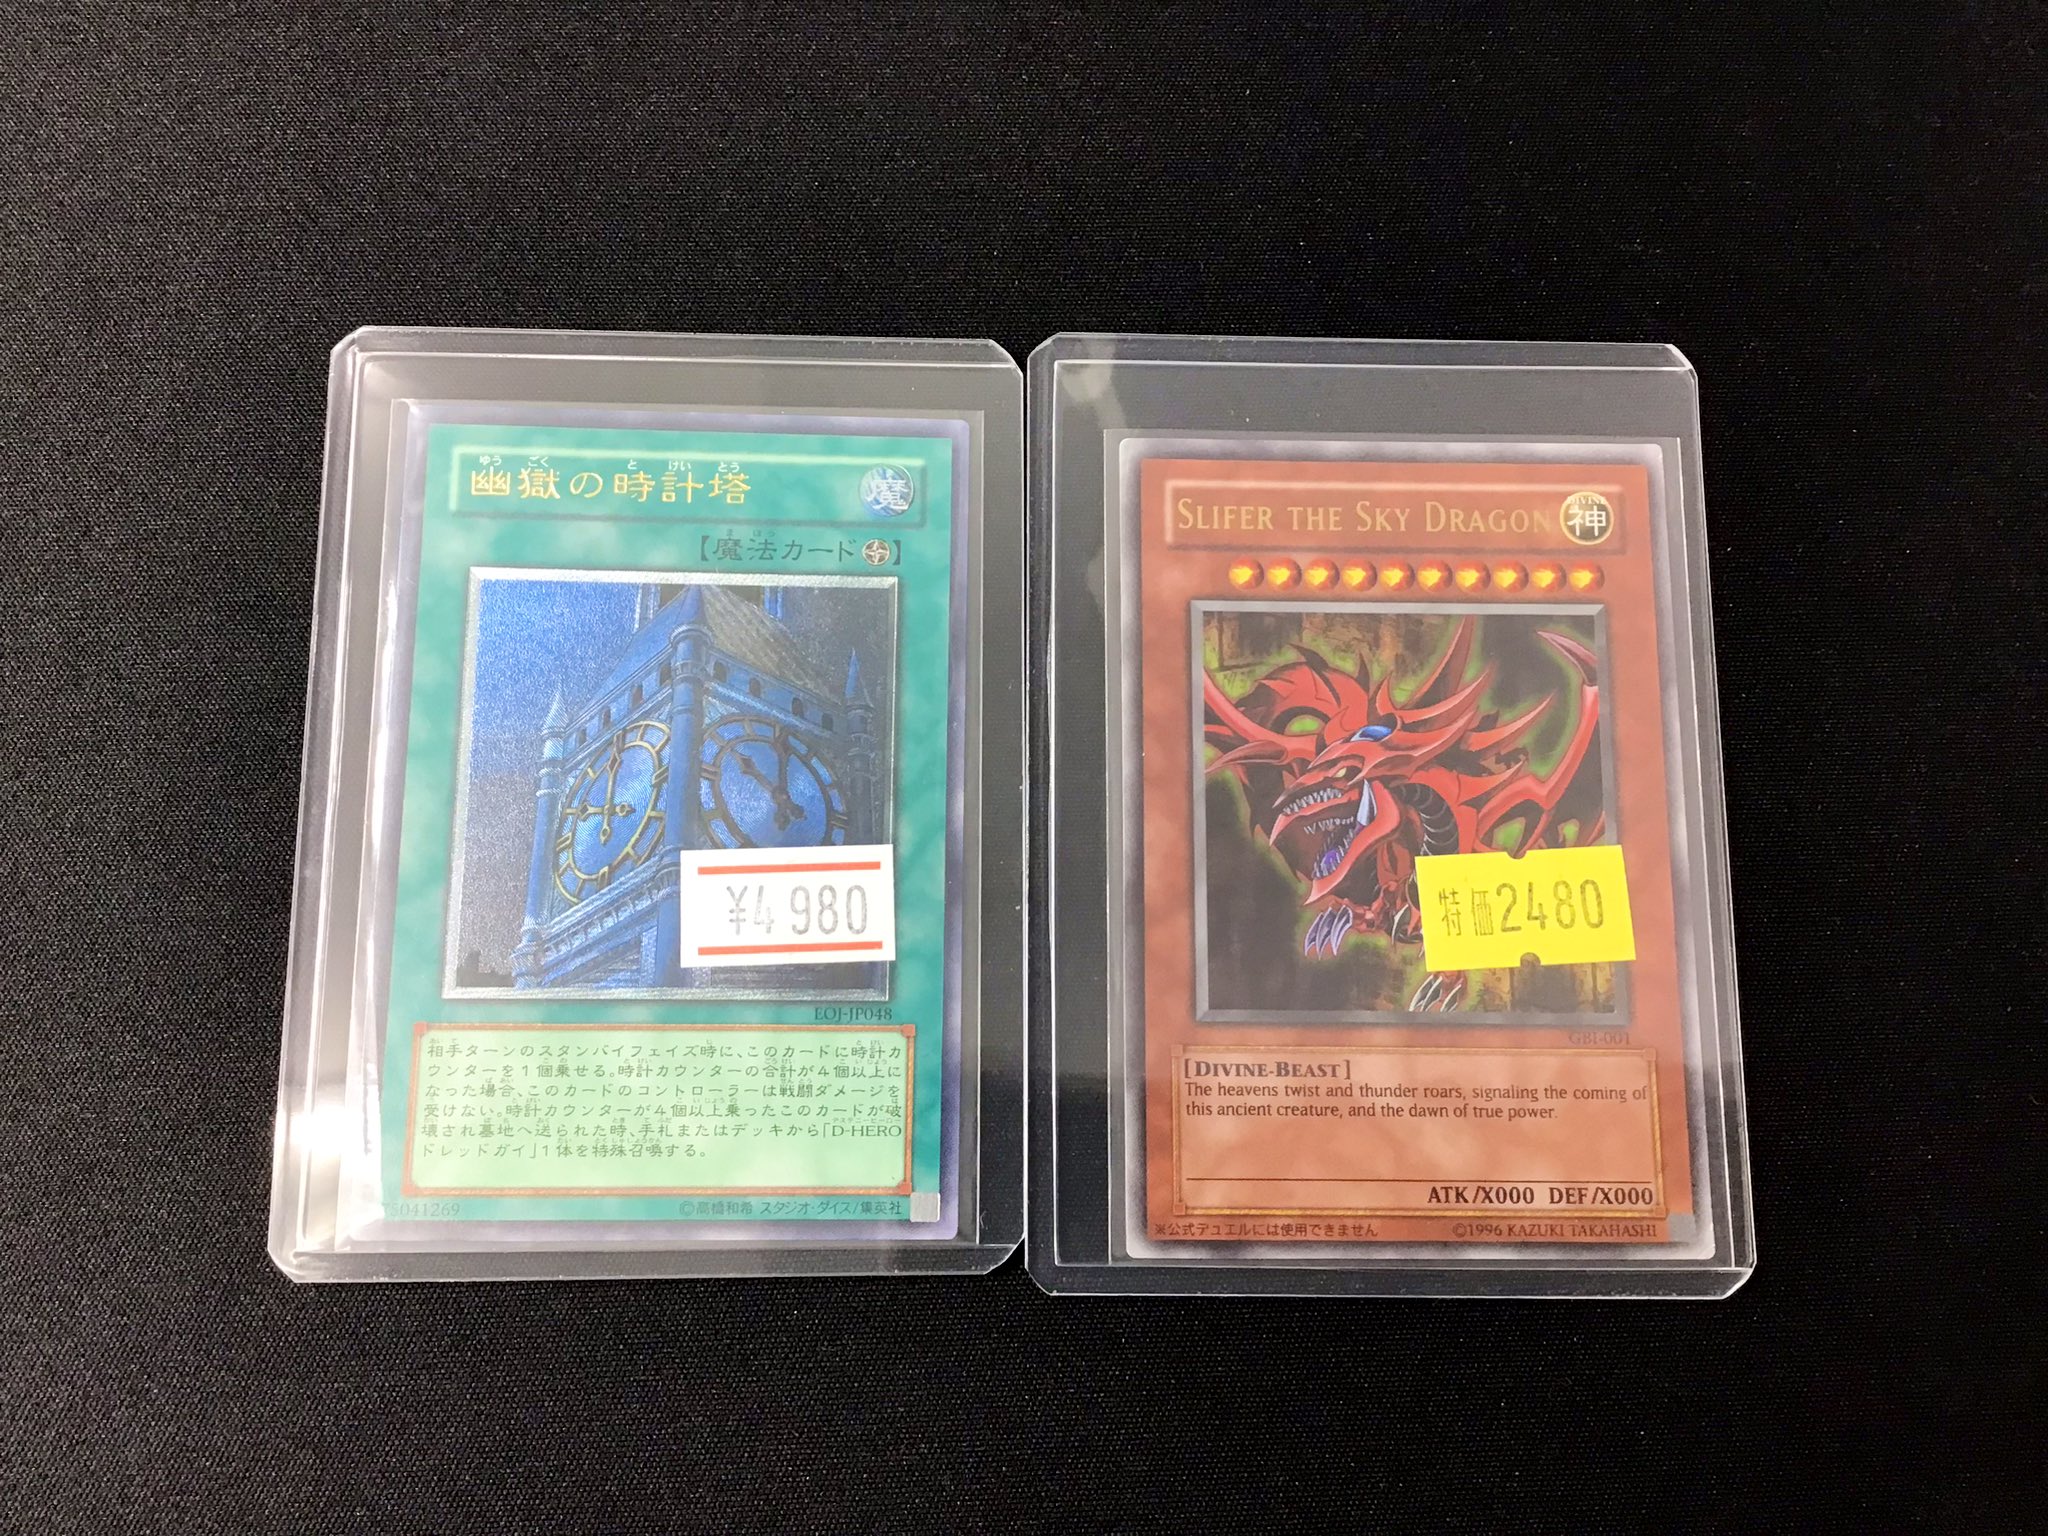 幽獄の時計塔
魔
【魔法カード】
¥4980
EOJ-JP048
相手ターンのスタンバイフェイズ時に、このカードに時計カ
ウンターを1個乗せる。時計カウンターの合計が4個以上に
なった場合、このカードのコントローラーは戦闘ダメージを
受けない。時計カウンターが4個以上乗ったこのカードが破
壊され墓地へ送られた時、手札またはデッキから「D-HERO
ドレッドガイ」1体を特殊召喚する。
©高橋和希 スタジオ・ダイス/集英社
SLIFER THE SKY DRAGON
DIVINE
神
特価2480
GBI-001
[DIVINE-BEAST]
The heavens twist and thunder roars, signaling the coming of
this ancient creature, and the dawn of true power.
ATK/X000 DEF/X000
※公式デュエルには使用できません
©1996 KAZUKI TAKAHASHI